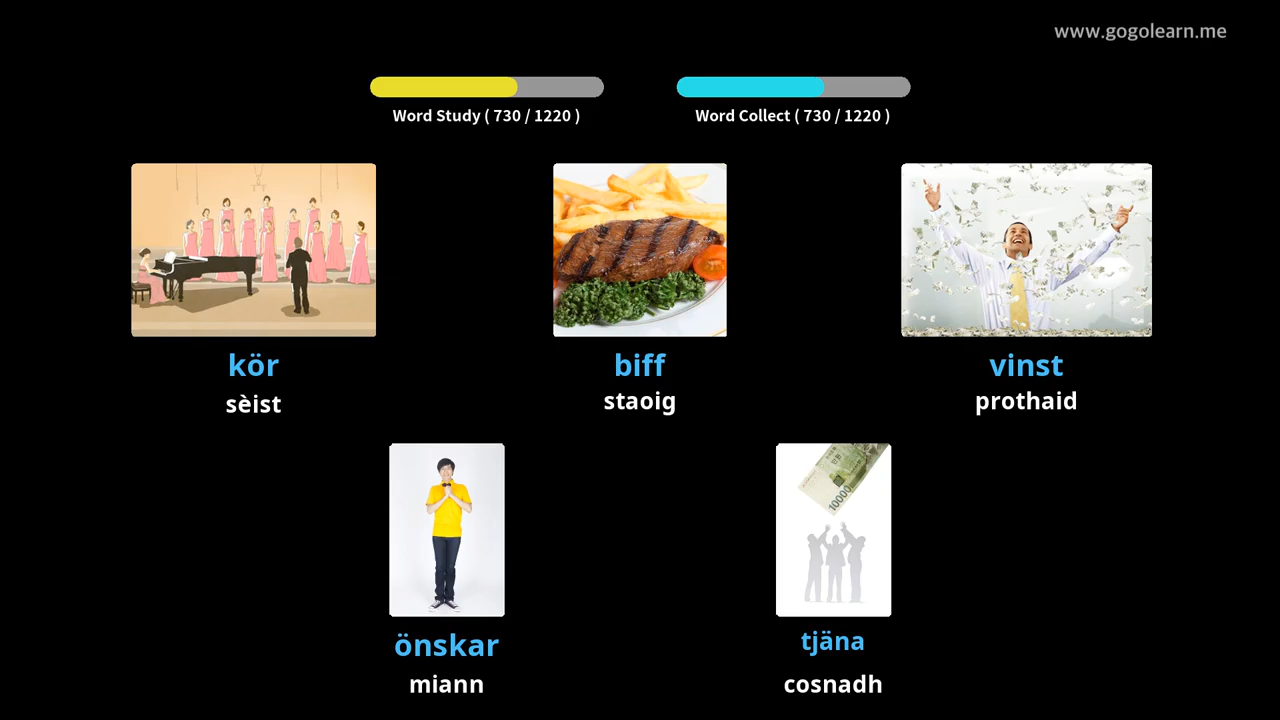 www.gogolearn.me
Word Study ( 730 / 1220 )
Word Collect ( 730 / 1220 )
kör
sèist
biff
staoig
vinst
prothaid
önskar
miann
10000
tjäna
cosnadh